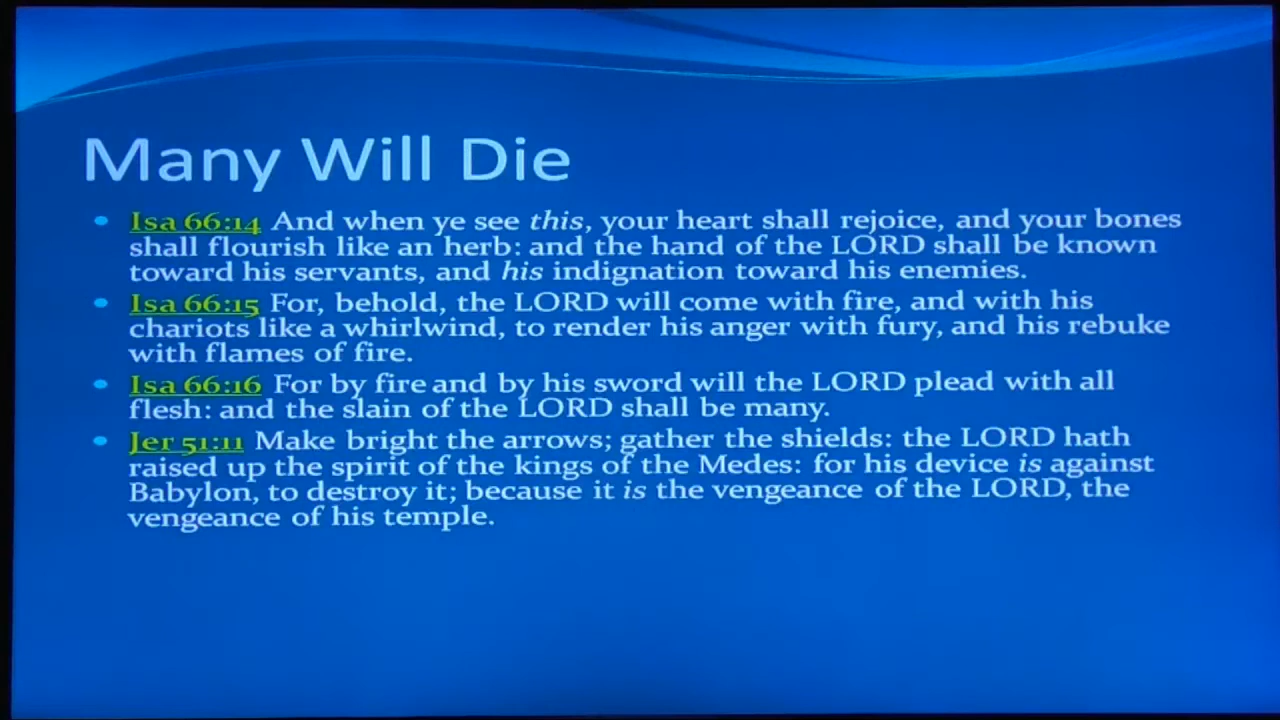 Many Will Die
Isa 66:14 And when ye see this, your heart shall rejoice, and your bones
shall flourish like an herb: and the hand of the LORD shall be known
toward his servants, and his indignation toward his enemies.
Isa 66:15 For, behold, the LORD will come with fire, and with his
chariots like a whirlwind, to render his anger with fury, and his rebuke
with flames of fire.
Isa 66:16 For by fire and by his sword will the LORD plead with all
flesh: and the slain of the LORD shall be many.
Jer 51:11 Make bright the arrows; gather the shields: the LORD hath
raised up the spirit of the kings of the Medes: for his device is against
Babylon, to destroy it; because it is the vengeance of the LORD, the
vengeance of his temple.